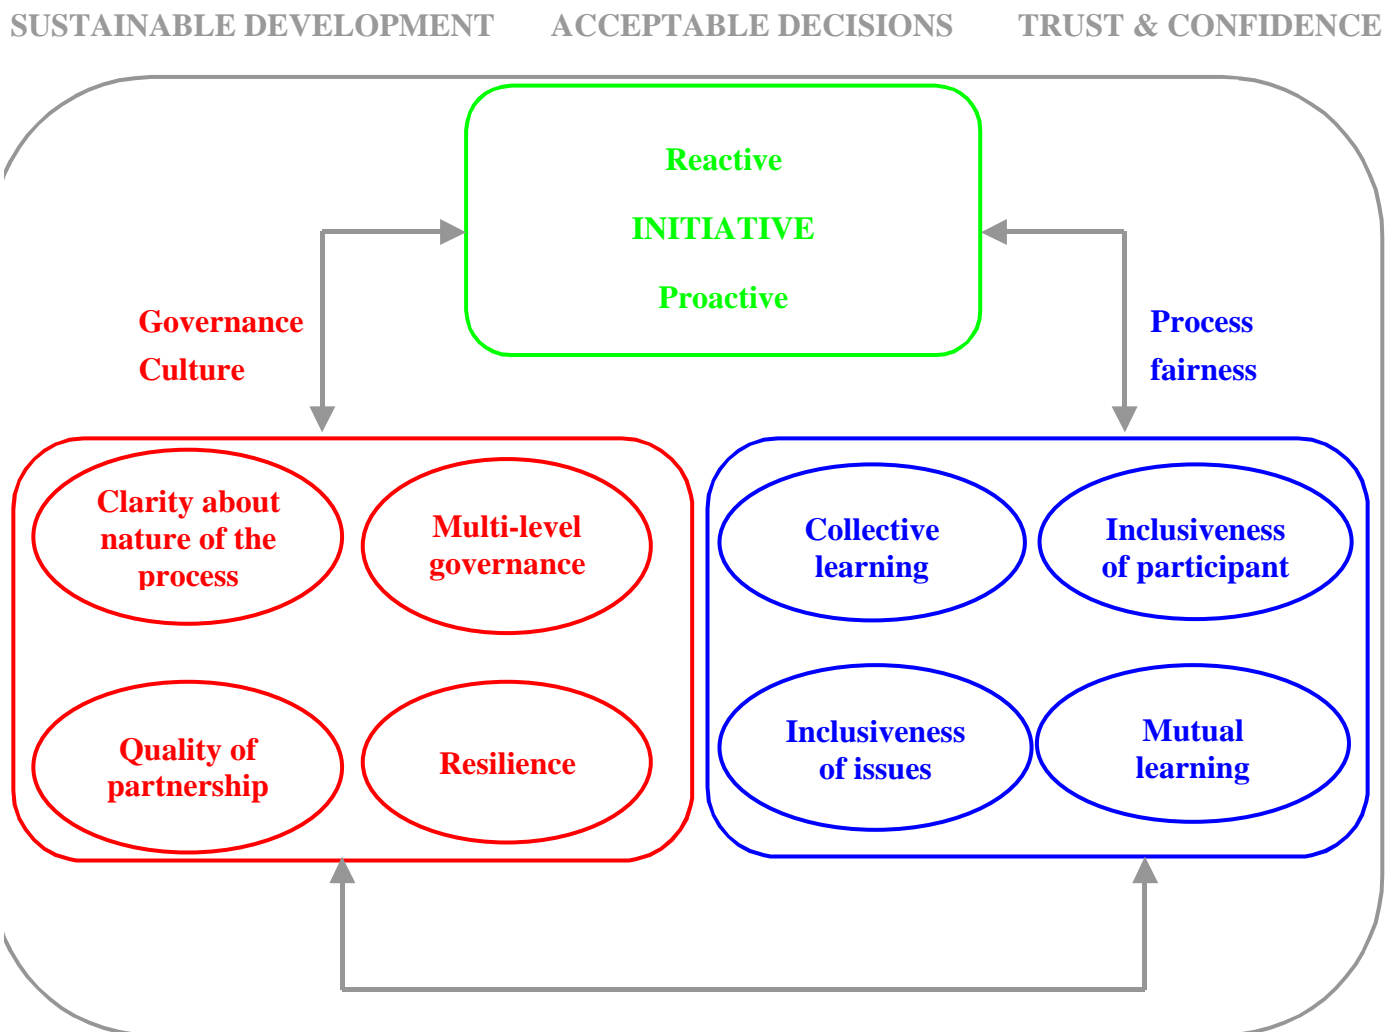 SUSTAINABLE DEVELOPMENT ACCEPTABLE DECISIONS TRUST & CONFIDENCE
Reactive
INITIATIVE
Proactive
Governance
Culture
Process
fairness
Clarity about
nature of the
process
Multi-level
governance
Collective
learning
Inclusiveness
of participant
Quality of
partnership
Resilience
Inclusiveness
of issues
Mutual
learning